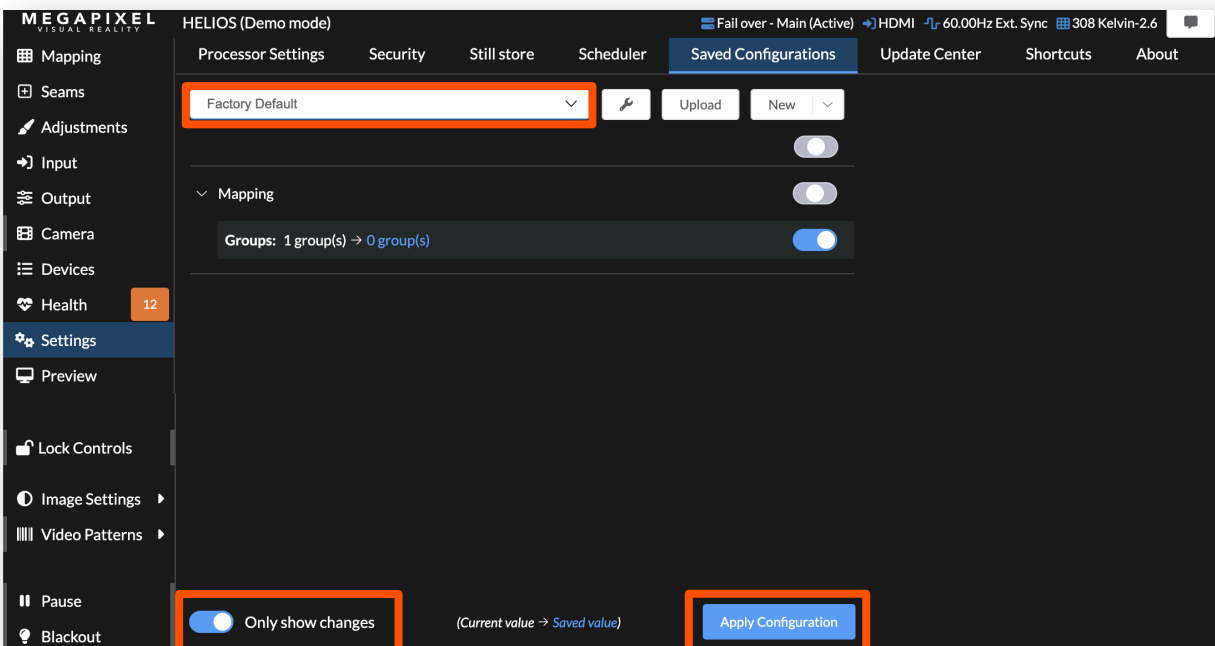 MEGAPIXEL
VISUAL REALITY
HELIOS (Demo mode)
Fail over - Main (Active)
HDMI
60.00Hz Ext. Sync
308 Kelvin-2.6
Mapping
Seams
Adjustments
Input
Output
Camera
Devices
Health
12
Settings
Preview
Lock Controls
Image Settings
Video Patterns
Pause
Blackout
Processor Settings
Security
Still store
Scheduler
Saved Configurations
Update Center
Shortcuts
About
Factory Default
Upload
New
Mapping
Groups: 1 group(s) → 0 group(s)
Only show changes
(Current value → Saved value)
Apply Configuration